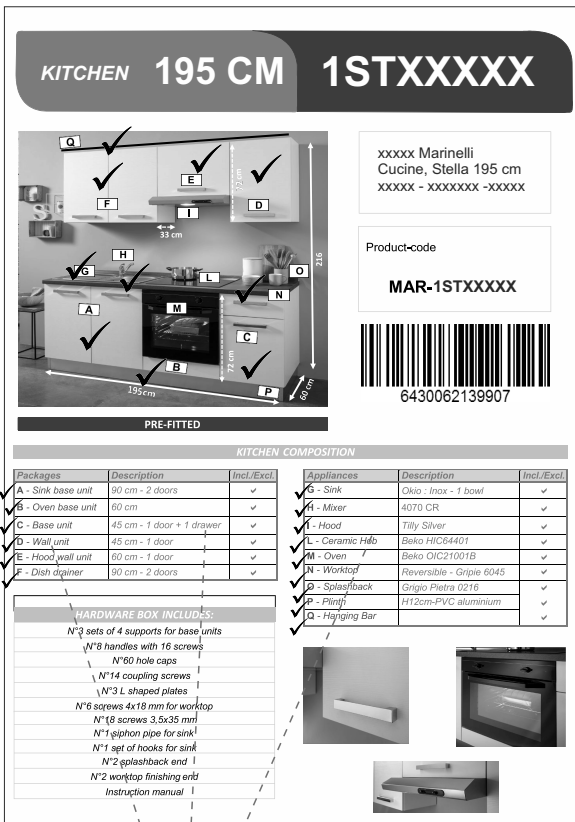 KITCHEN 195 CM 1STXXXXX
Q
E
F
D
I
72 cm
33 cm
216
xxxxx Marinelli
Cucine, Stella 195 cm
xxxxx - xxxxxxx -xxxxx
G
H
L
O
N
M
A
C
B
72 cm
195cm
P
60 cm
Product-code
MAR-1STXXXXX
6430062139907
PRE-FITTED
KITCHEN COMPOSITION
Packages Description Incl./Excl.
A - Sink base unit 90 cm - 2 doors
B - Oven base unit 60 cm
C - Base unit 45 cm - 1 door + 1 drawer
D - Wall unit 45 cm - 1 door
E - Hood wall unit 60 cm - 1 door
F - Dish drainer 90 cm - 2 doors
Appliances Description Incl./Excl.
G - Sink Okio : Inox - 1 bowl
H - Mixer 4070 CR
I - Hood Tilly Silver
L - Ceramic Hob Beko HIC64401
M - Oven Beko OIC21001B
N - Worktop Reversible - Gripie 6045
O - Splashback Grigio Pietra 0216
P - Plinth H12cm-PVC aluminium
Q - Hanging Bar
HARDWARE BOX INCLUDES:
N°3 sets of 4 supports for base units
N°8 handles with 16 screws
N°60 hole caps
N°14 coupling screws
N°3 L shaped plates
N°6 screws 4x18 mm for worktop
N°18 screws 3,5x35 mm
N°1 siphon pipe for sink
N°1 set of hooks for sink
N°2 splashback end
N°2 worktop finishing end
Instruction manual